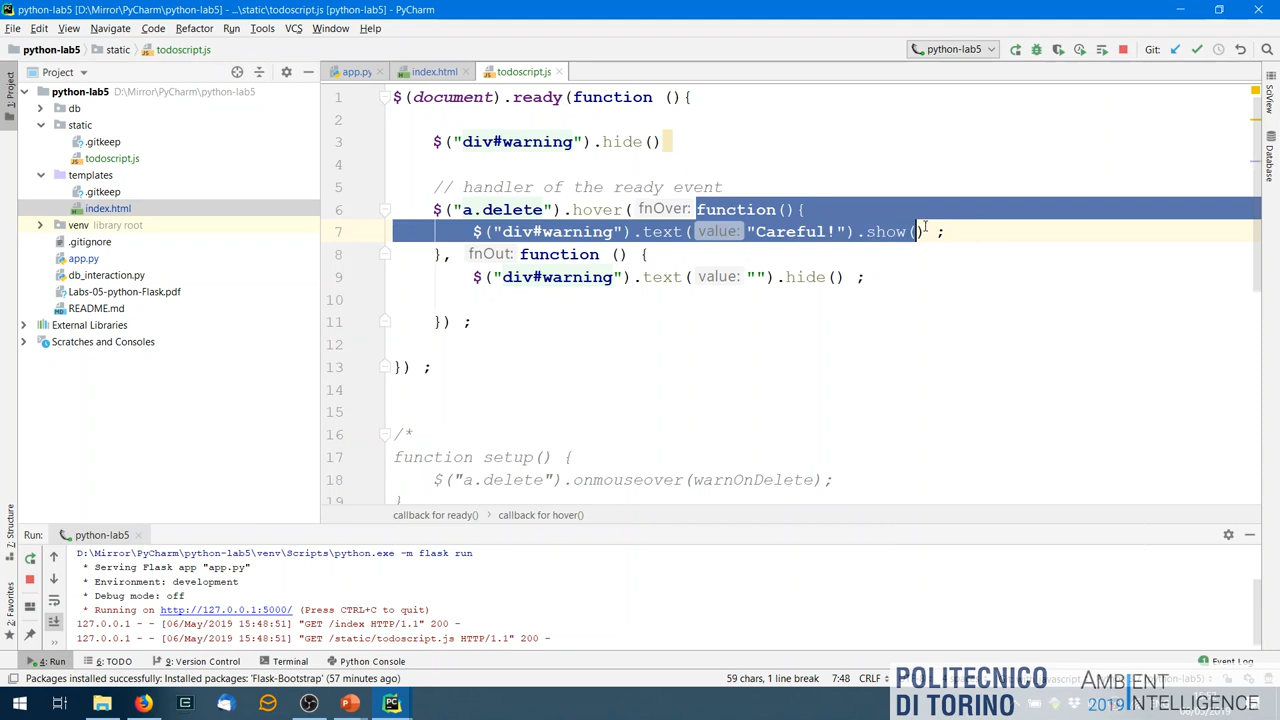 python-lab5 [D:\Mirror\PyCharm\python-lab5] - ...\static\todoscript.js [python-lab5] - PyCharm
File Edit View Navigate Code Refactor Run Tools VCS Window Help
python-lab5 static todoscript.js python-lab5 Git:
Project app.py index.html todoscript.js
1: Project
SciView
Database
python-lab5 D:\Mirror\PyCharm\python-lab5
db
static
.gitkeep
todoscript.js
templates
.gitkeep
index.html
venv library root
.gitignore
app.py
db_interaction.py
Labs-05-python-Flask.pdf
README.md
External Libraries
Scratches and Consoles
1 $(document).ready(function (){
2
3 $("div#warning").hide()
4
5 // handler of the ready event
6 $("a.delete").hover( fnOver: function(){
7 $("div#warning").text( value: "Careful!").show() ;
8 }, fnOut: function () {
9 $("div#warning").text( value: "").hide() ;
10
11 }) ;
12
13 }) ;
14
15
16 /*
17 function setup() {
18 $("a.delete").onmouseover(warnOnDelete);
19 }
callback for ready() callback for hover()
7: Structure
2: Favorites
Run: python-lab5
D:\Mirror\PyCharm\python-lab5\venv\Scripts\python.exe -m flask run
* Serving Flask app "app.py"
* Environment: development
* Debug mode: off
* Running on http://127.0.0.1:5000/ (Press CTRL+C to quit)
127.0.0.1 - - [06/May/2019 15:48:51] "GET /index HTTP/1.1" 200 -
127.0.0.1 - - [06/May/2019 15:48:51] "GET /static/todoscript.js HTTP/1.1" 200 -
4: Run 6: TODO 9: Version Control Terminal Python Console Event Log
Packages installed successfully: Installed packages: 'Flask-Bootstrap' (57 minutes ago) 59 chars, 1 line break 7:48 CRLF
POLITECNICO
DI TORINO
AMBIENT
2019 INTELLIGENCE